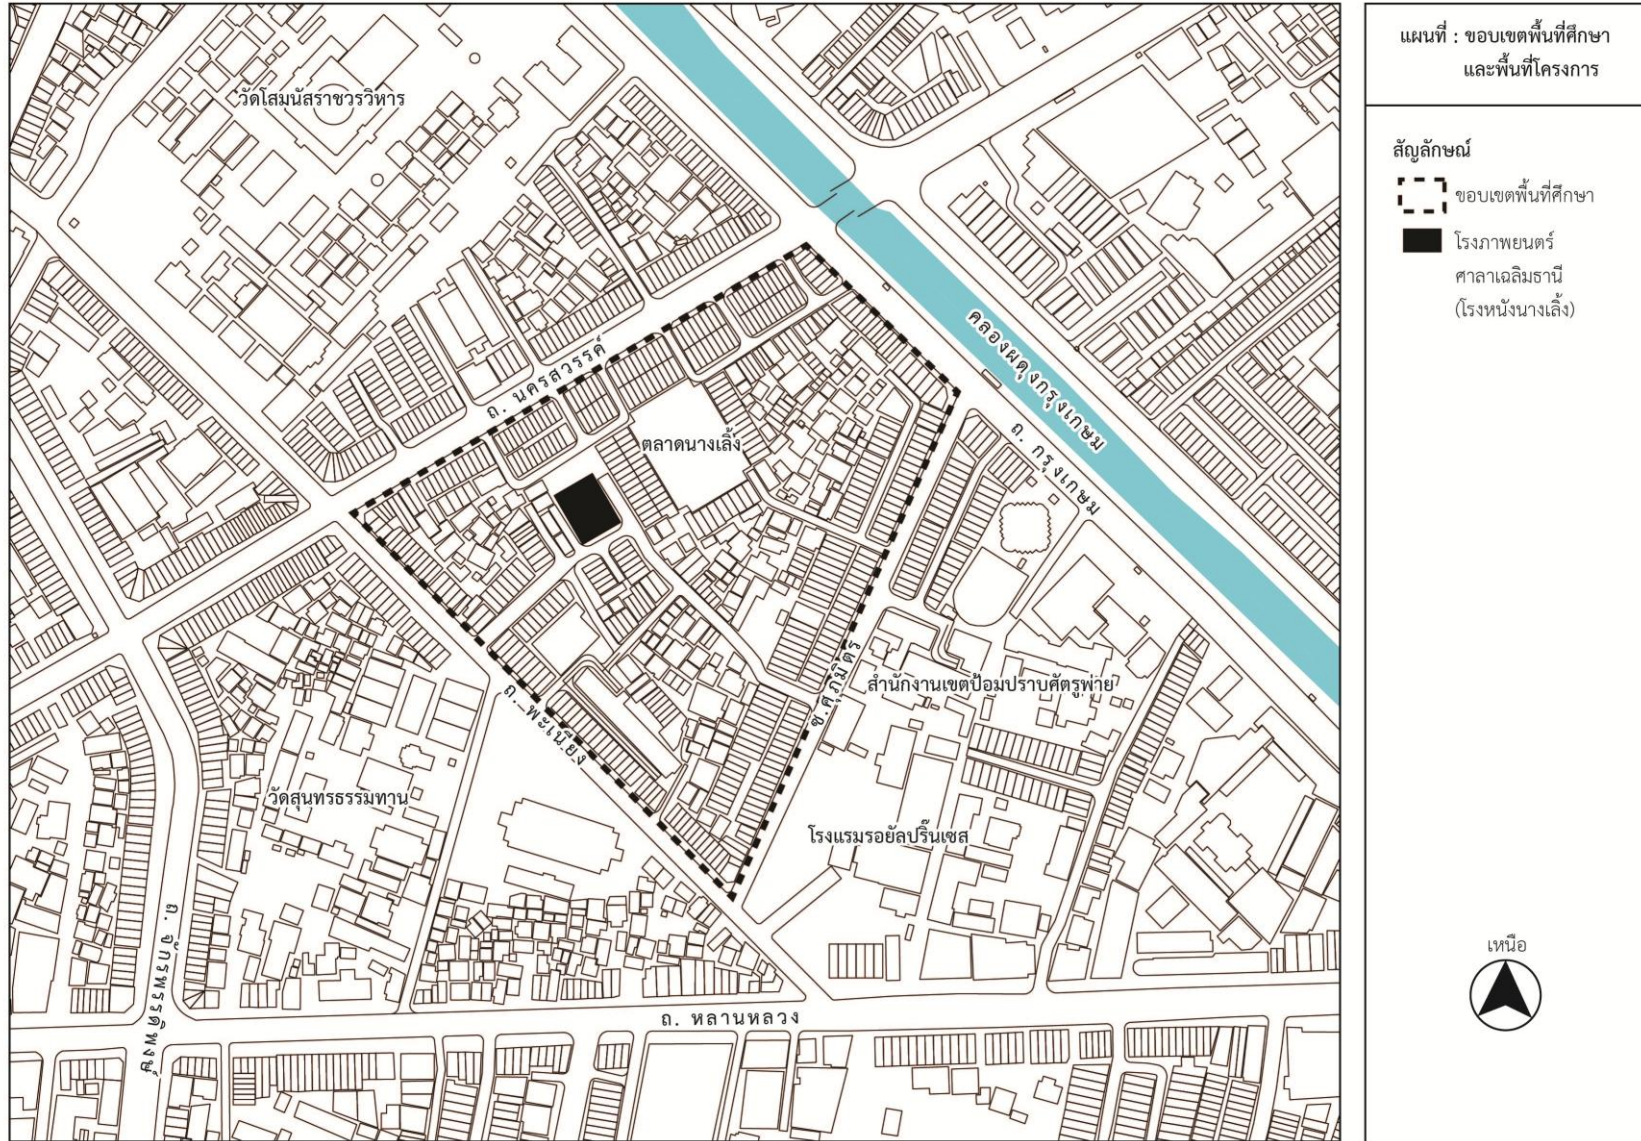 แผนที่ : ขอบเขตพื้นที่ศึกษา
และพื้นที่โครงการ
สัญลักษณ์
ขอบเขตพื้นที่ศึกษา
โรงภาพยนตร์
ศาลาเฉลิมธานี
(โรงหนังนางเลิ้ง)
เหนือ
วัดโสมนัสราชวรวิหาร
คลองผดุงกรุงเกษม
ถ. นครสวรรค์
ตลาดนางเลิ้ง
ถ. กรุงเกษม
ซ.ศุภมิตร
สำนักงานเขตป้อมปราบศัตรูพ่าย
ถ. พะเนียง
วัดสุนทรธรรมทาน
โรงแรมรอยัลปริ๊นเซส
ถ. จักรพรรดิพงษ์
ถ. หลานหลวง